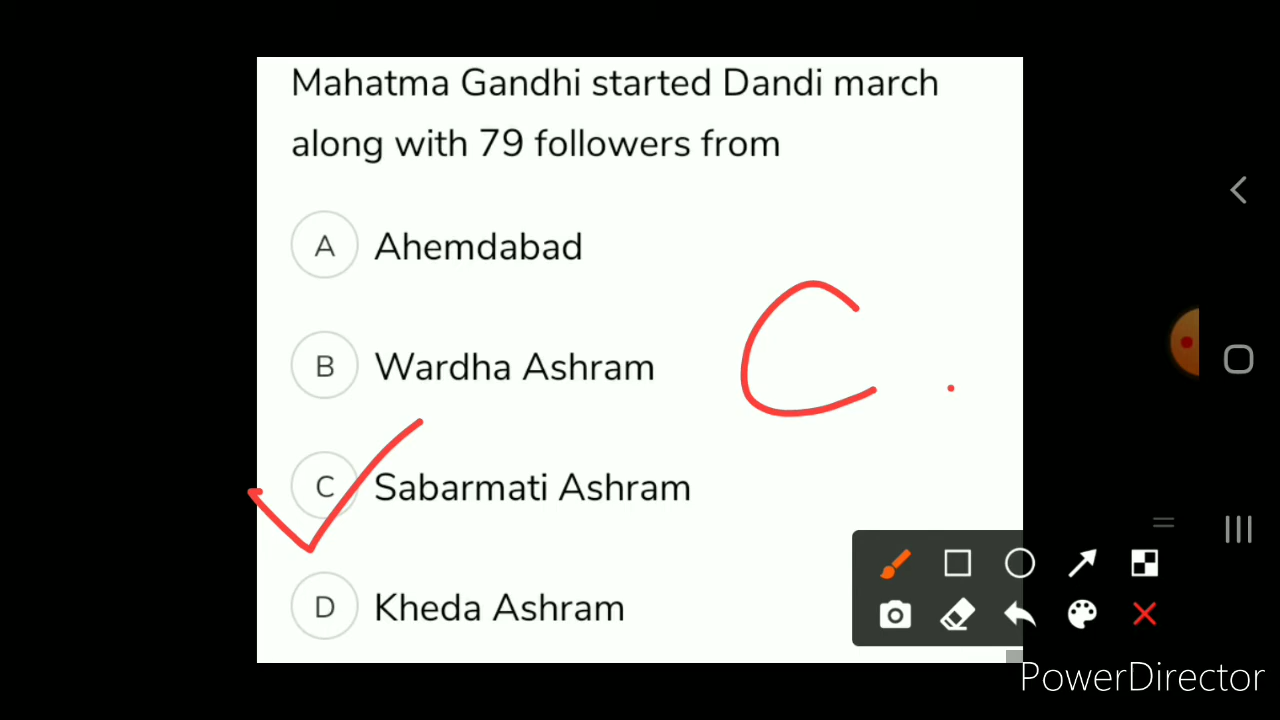 Mahatma Gandhi started Dandi march
along with 79 followers from
A Ahemdabad
B Wardha Ashram
C.
C Sabarmati Ashram
D Kheda Ashram
PowerDirector